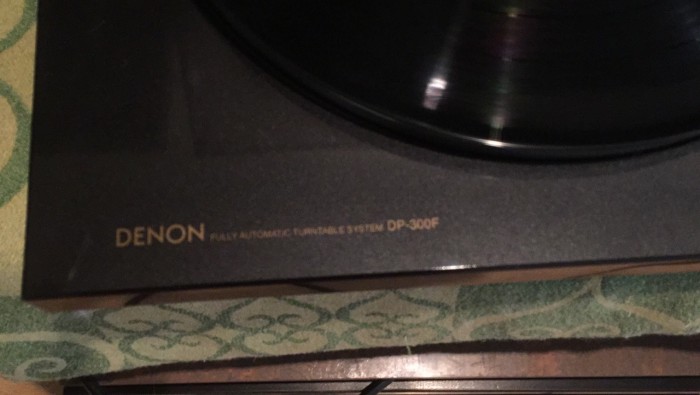 DENON FULLY AUTOMATIC TURNTABLE SYSTEM DP-300F